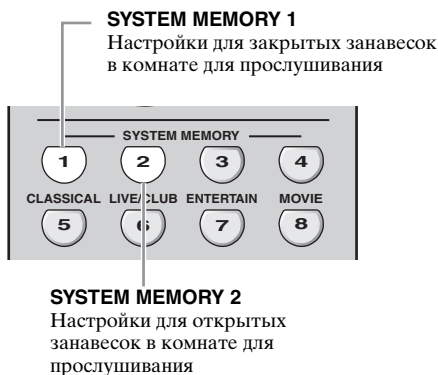 SYSTEM MEMORY 1
Настройки для закрытых занавесок
в комнате для прослушивания
SYSTEM MEMORY
1 2 3 4
CLASSICAL LIVE/CLUB ENTERTAIN MOVIE
5 6 7 8
SYSTEM MEMORY 2
Настройки для открытых
занавесок в комнате для
прослушивания